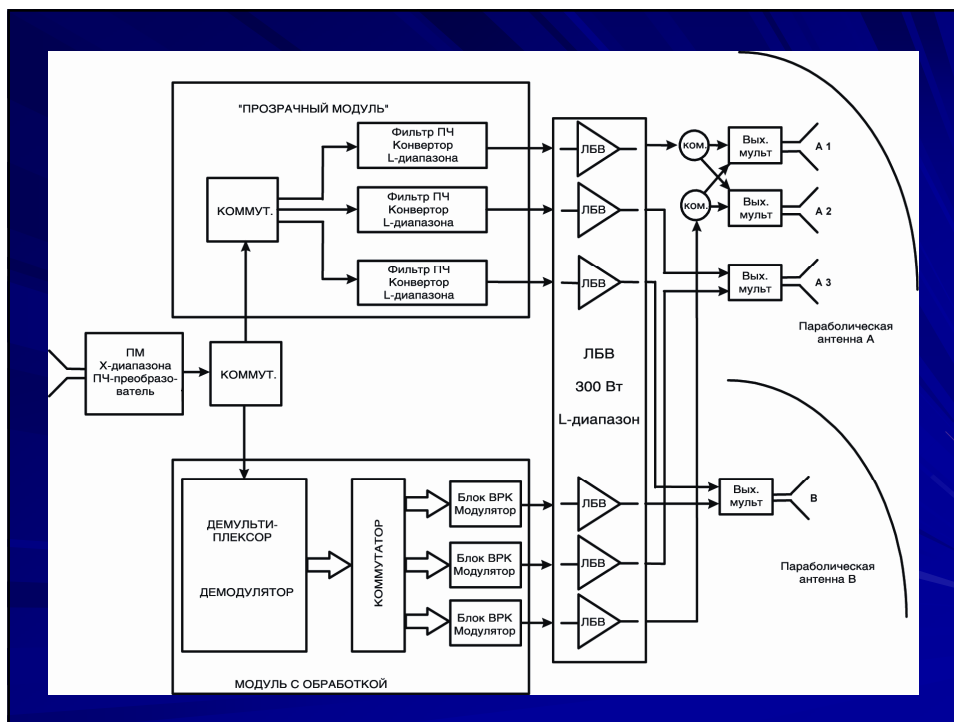 "ПРОЗРАЧНЫЙ МОДУЛЬ"
Фильтр ПЧ
Конвертор
L-диапазона
КОММУТ.
Фильтр ПЧ
Конвертор
L-диапазона
Фильтр ПЧ
Конвертор
L-диапазона
ПМ
Х-диапазона
ПЧ-преобразо-
ватель
КОММУТ.
ДЕМУЛЬТИ-
ПЛЕКСОР
ДЕМОДУЛЯТОР
КОММУТАТОР
Блок ВРК
Модулятор
Блок ВРК
Модулятор
Блок ВРК
Модулятор
МОДУЛЬ С ОБРАБОТКОЙ
ЛБВ
ЛБВ
ЛБВ
ЛБВ
300 Вт
L-диапазон
ЛБВ
ЛБВ
ЛБВ
ком.
ком.
Вых.
мульт
А 1
Вых.
мульт
А 2
Вых.
мульт
А 3
Параболическая
антенна А
Вых.
мульт
В
Параболическая
антенна В